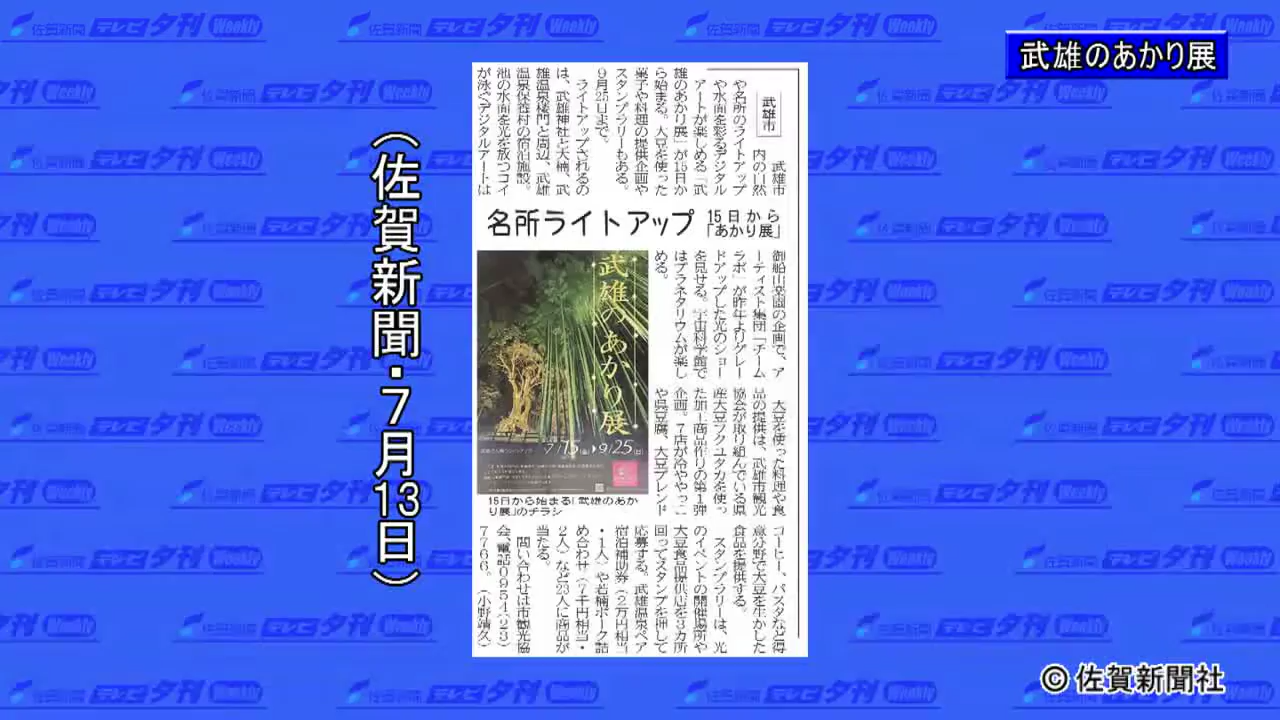 武雄のあかり展
(佐賀新聞・7月13日)
武雄市
武雄市
内の自然
や名所のライトアップ
や水面を彩るデジタル
アートが楽しめる「武
雄のあかり展」が15日か
ら始まる。大豆を使った
菓子や料理の提供企画や
スタンプラリーもある。
9月25日まで。
ライトアップされるの
は、武雄神社と大楠、武
雄温泉楼門と周辺、武雄
温泉保養村の宿泊施設。
池の水面を光を放つコイ
が泳ぐデジタルアートは
名所ライトアップ
15日から
「あかり展」
御船山楽園の企画で、ア
ーティスト集団「チーム
ラボ」が昨年よりグレー
ドアップした光のショー
を見せる。宇宙科学館で
はプラネタリウムが楽し
める。
武雄のあかり展
7/15(金)▶9/25(日)
15日から始まる「武雄のあか
り展」のチラシ
大豆を使った料理や食
品の提供は、武雄市観光
協会が取り組んでいる県
産大豆フクユタカを使っ
た加工商品作りの第1弾
企画。7店が冷ややっこ
や呉豆腐、大豆ブレンド
コーヒー、パスタなど得
意分野で大豆を生かした
食品を提供する。
スタンプラリーは、光
のイベントの開催場所や
大豆食品提供店を3カ所
回ってスタンプを押して
応募する。武雄温泉ペア
宿泊補助券(2万円相当
・1人)や若楠ポーク詰
め合わせ(7千円相当・
2人)など23人に商品が
当たる。
問い合わせは市観光協
会、電話0954(23)
7766。(小野靖久)
© 佐賀新聞社
佐賀新聞 テレビ夕刊 Weekly